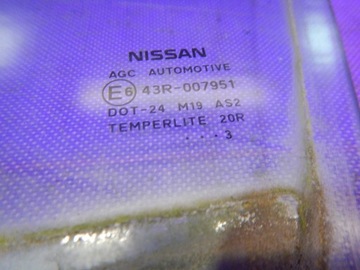 NISSAN
AGC AUTOMOTIVE
E6 43R-007951
DOT-24 M19 AS2
TEMPERLITE 20R
. . . 3